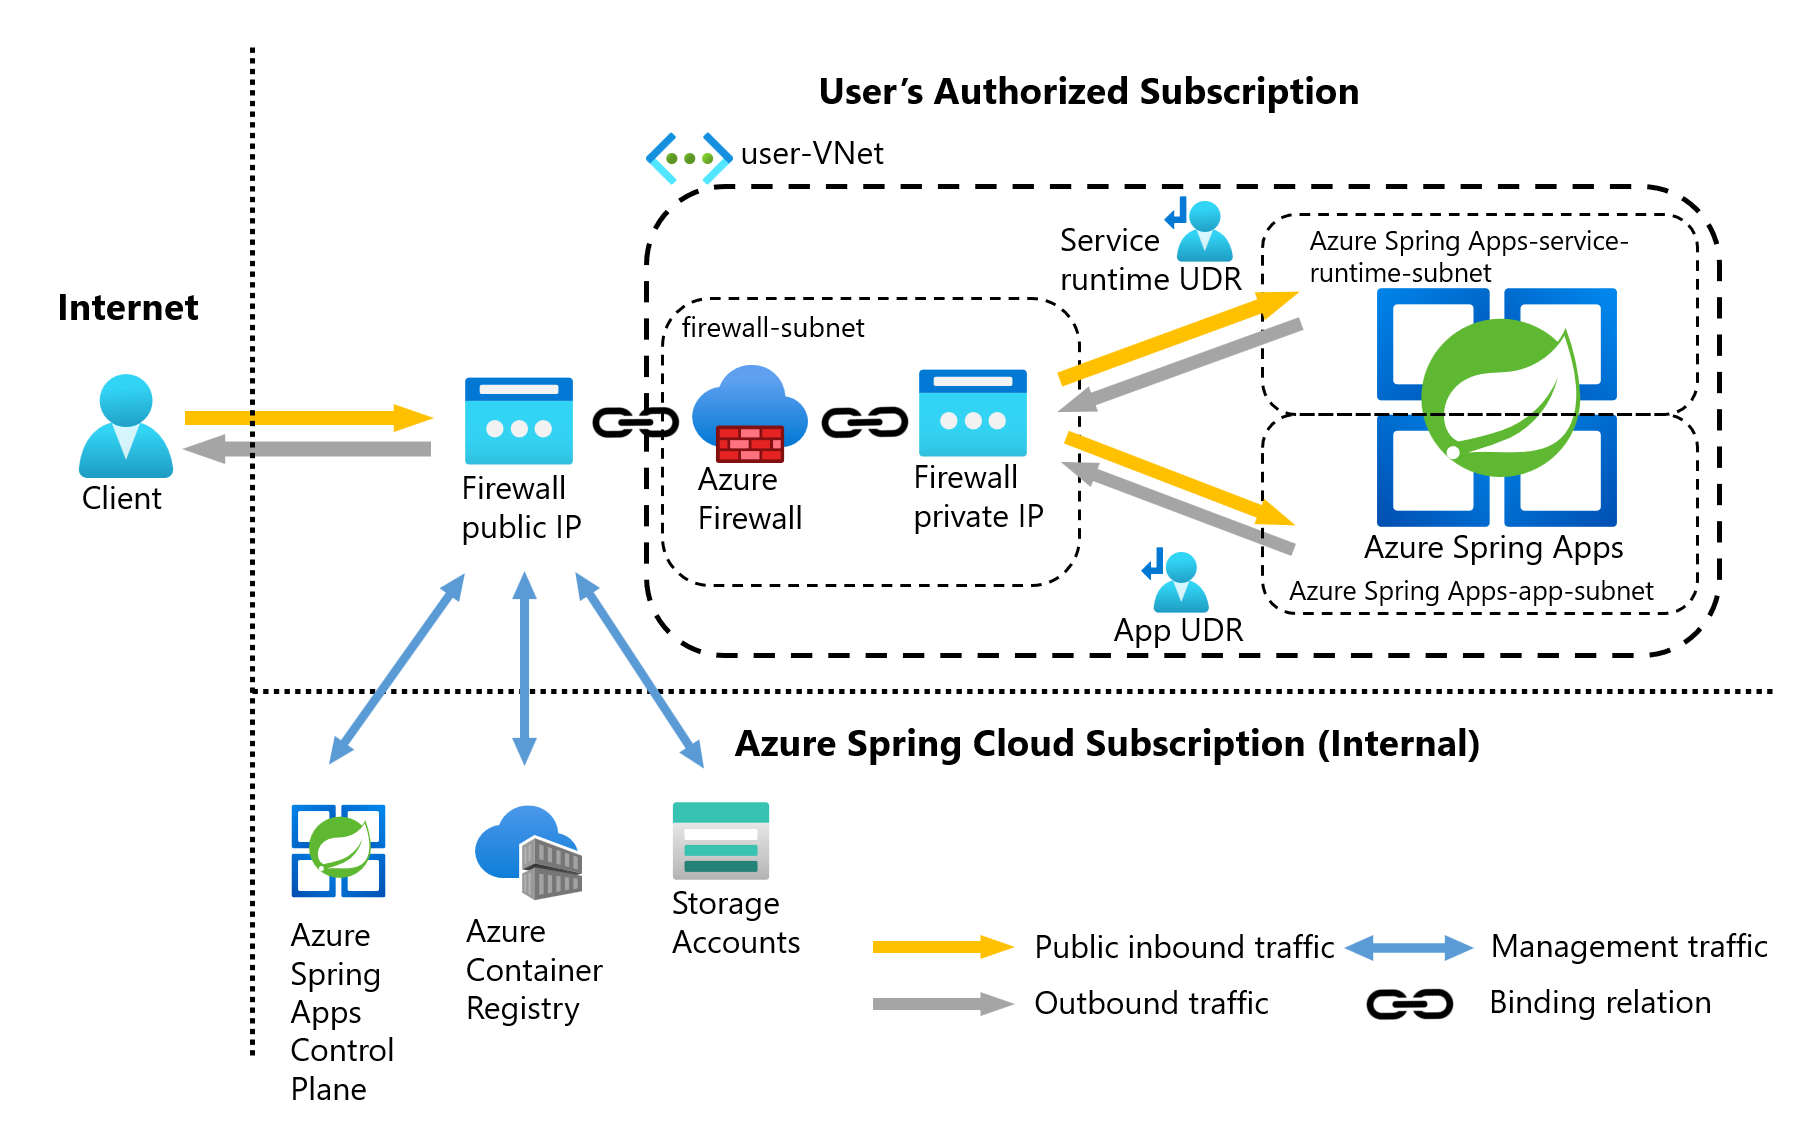 User’s Authorized Subscription
user-VNet
Service
runtime UDR
Azure Spring Apps-service-
runtime-subnet
Internet
firewall-subnet
Client
Firewall
public IP
Azure
Firewall
Firewall
private IP
Azure Spring Apps
Azure Spring Apps-app-subnet
App UDR
Azure Spring Cloud Subscription (Internal)
Azure
Spring
Apps
Control
Plane
Azure
Container
Registry
Storage
Accounts
Public inbound traffic
Management traffic
Outbound traffic
Binding relation